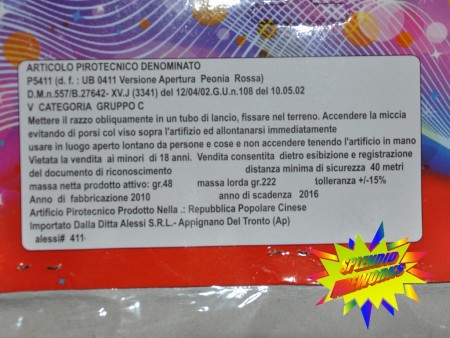 ARTICOLO PIROTECNICO DENOMINATO
P5411 (d. f. : UB 0411 Versione Apertura Peonia Rossa)
D.M.n.557/B.27642- XV.J (3341) del 12/04/02 G.U.n.108 del 10.05.02
V CATEGORIA GRUPPO C
Mettere il razzo obliquamente in un tubo di lancio, fissare nel terreno. Accendere la miccia
evitando di porsi col viso sopra l'artifizio ed allontanarsi immediatamente
usare in luogo aperto lontano da persone e cose e non accendere tenendo l'artificio in mano
Vietata la vendita ai minori di 18 anni. Vendita consentita dietro esibizione e registrazione
del documento di riconoscimento distanza minima di sicurezza 40 metri
massa netta prodotto attivo: gr.48 massa lorda gr.222 tolleranza +/-15%
Anno di fabbricazione 2010 anno di scadenza 2016
Artificio Pirotecnico Prodotto Nella .: Repubblica Popolare Cinese
Importato Dalla Ditta Alessi S.R.L.- Appignano Del Tronto (Ap)
alessi# 411
SPLENDID
FIREWORKS